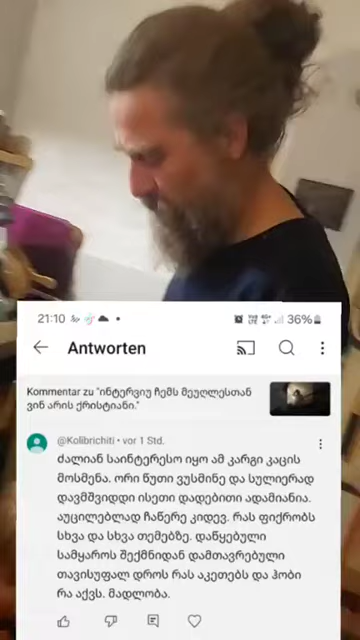 21:10
36%
Antworten
Kommentar zu "ინტერვიუ ჩემს მეუღლესთან
ვინ არის ქრისტიანი."
@Kolibrichiti • vor 1 Std.
ძალიან საინტერესო იყო ამ კარგი კაცის
მოსმენა. ორი წუთი ვუსმინე და სულიერად
დავმშვიდდი ისეთი დადებითი ადამიანია.
აუცილებლად ჩაწერე კიდევ. რას ფიქრობს
სხვა და სხვა თემებზე. დაწყებული
სამყაროს შექმნიდან დამთავრებული
თავისუფალ დროს რას აკეთებს და ჰობი
რა აქვს. მადლობა.